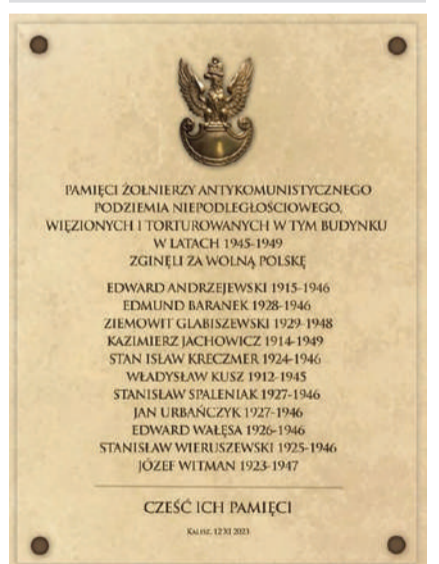 PAMIĘCI ŻOŁNIERZY ANTYKOMUNISTYCZNEGO
PODZIEMIA NIEPODLEGŁOŚCIOWEGO,
WIĘZIONYCH I TORTUROWANYCH W TYM BUDYNKU
W LATACH 1945-1949
ZGINĘLI ZA WOLNĄ POLSKĘ
EDWARD ANDRZEJEWSKI 1915-1946
EDMUND BARANEK 1928-1946
ZIEMOWIT GLABISZEWSKI 1929-1948
KAZIMIERZ JACHOWICZ 1914-1949
STAN ISŁAW KRECZMER 1924-1946
WŁADYSŁAW KUSZ 1912-1945
STANISŁAW SPALENIAK 1927-1946
JAN URBAŃCZYK 1927-1946
EDWARD WAŁĘSA 1926-1946
STANISŁAW WIERUSZEWSKI 1925-1946
JÓZEF WITMAN 1923-1947
CZEŚĆ ICH PAMIĘCI
KALISZ, 12 XI 2023